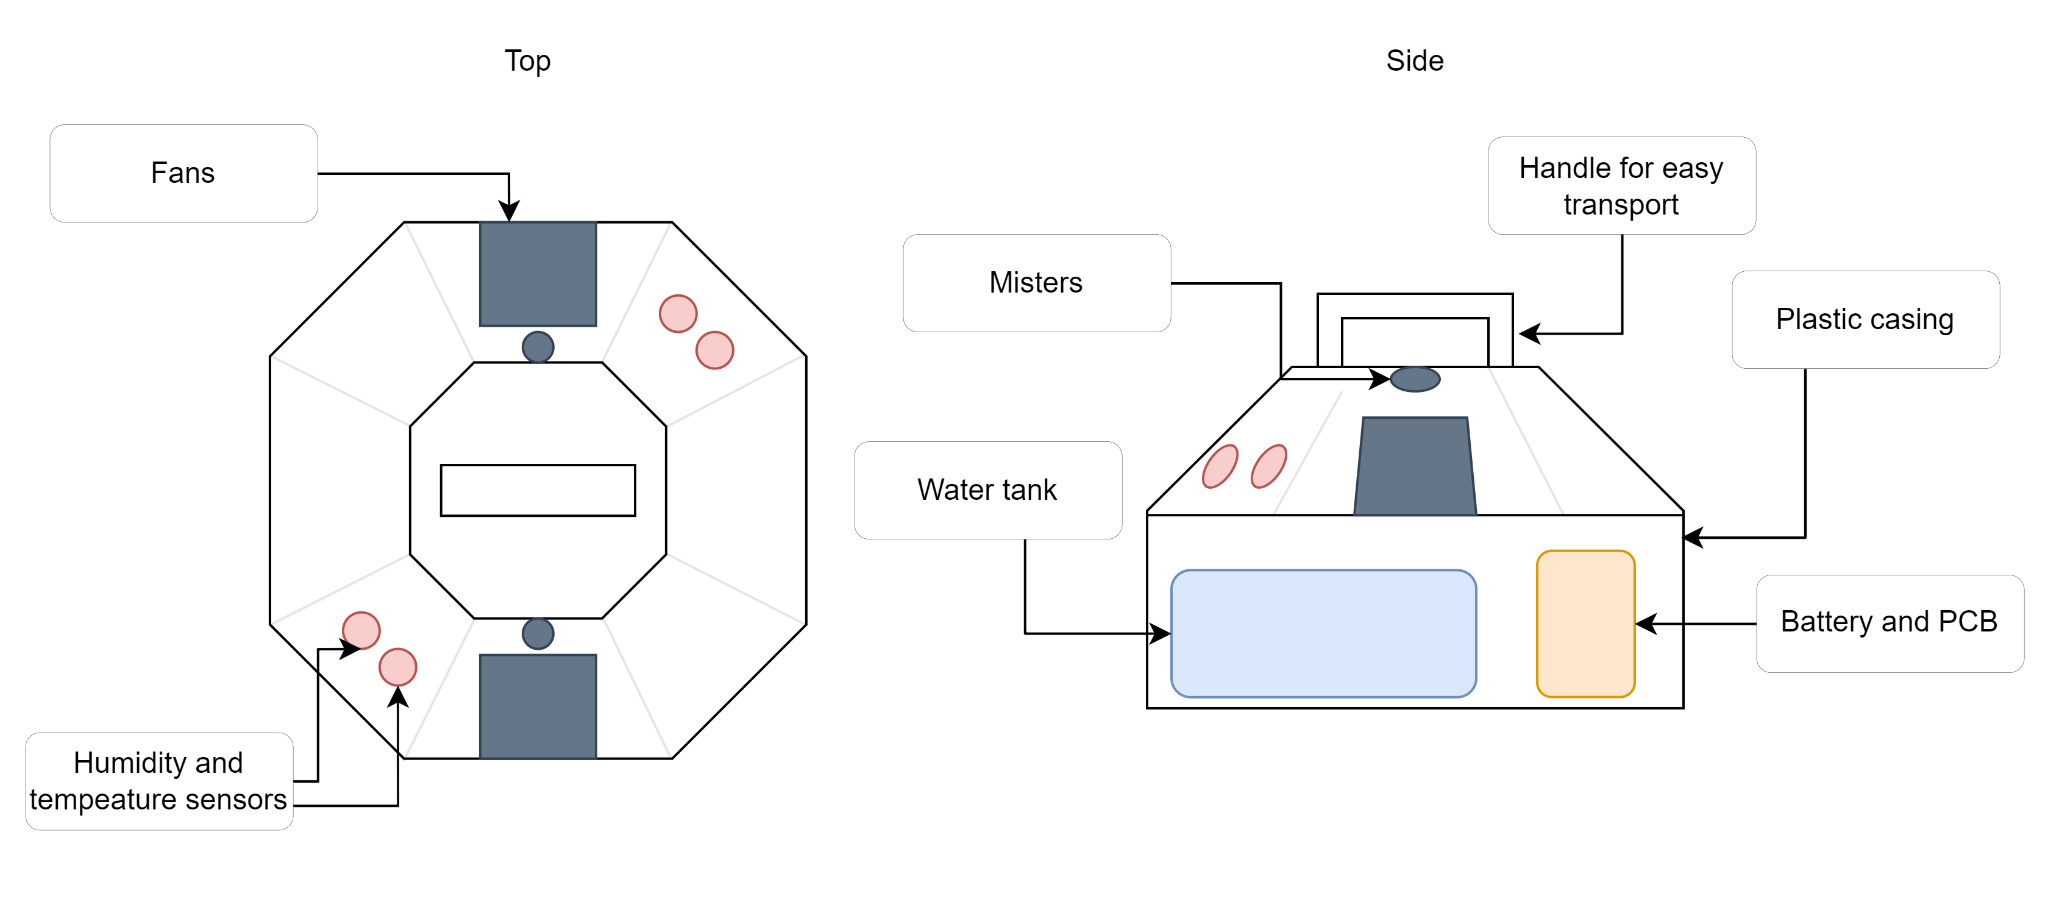 Top
Side
Fans
Handle for easy
transport
Misters
Plastic casing
Water tank
Battery and PCB
Humidity and
tempeature sensors